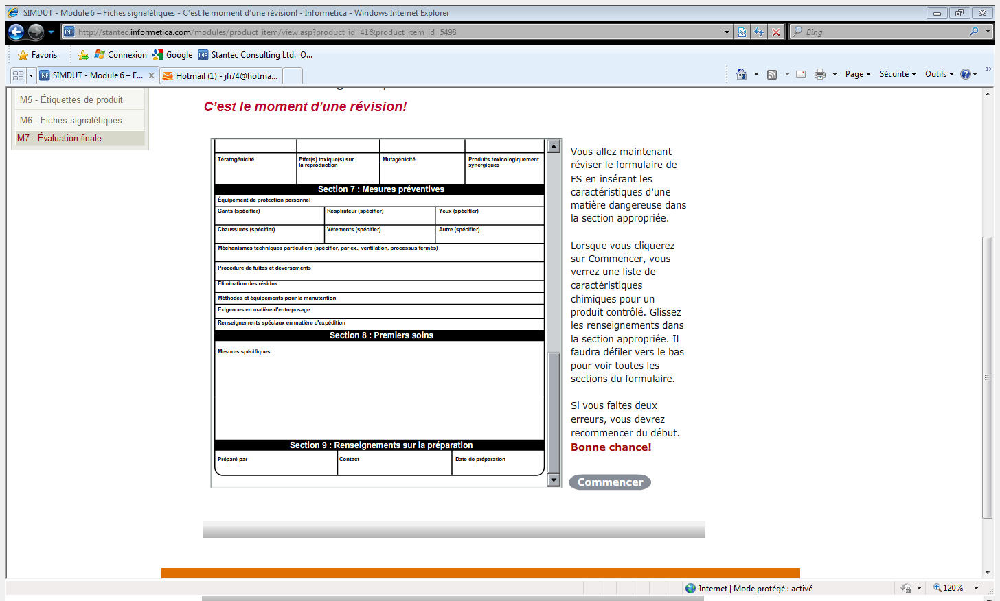 SIMDUT - Module 6 – Fiches signalétiques - C'est le moment d'une révision! - Informetica - Windows Internet Explorer
http://stantec.informetica.com/modules/product_item/view.asp?product_id=41&product_item_id=5498
Bing
Favoris
Connexion
Google
Stantec Consulting Ltd. O...
SIMDUT - Module 6 – F...
Hotmail (1) - jfi74@hotma...
Page
Sécurité
Outils
M5 - Étiquettes de produit
M6 - Fiches signalétiques
M7 - Évaluation finale
C'est le moment d'une révision!
Tératogénicité
Effet(s) toxique(s) sur
la reproduction
Mutagénicité
Produits toxicologiquement
synergiques
Section 7 : Mesures préventives
Équipement de protection personnel
Gants (spécifier)
Respirateur (spécifier)
Yeux (spécifier)
Chaussures (spécifier)
Vêtements (spécifier)
Autre (spécifier)
Méchanismes techniques particuliers (spécifier, par ex., ventilation, processus fermés)
Procédure de fuites et déversements
Élimination des résidus
Méthodes et équipements pour la manutention
Exigences en matière d'entreposage
Renseignements spéciaux en matière d'expédition
Section 8 : Premiers soins
Mesures spécifiques
Section 9 : Renseignements sur la préparation
Préparé par
Contact
Date de préparation
Vous allez maintenant
réviser le formulaire de
FS en insérant les
caractéristiques d'une
matière dangereuse dans
la section appropriée.
Lorsque vous cliquerez
sur Commencer, vous
verrez une liste de
caractéristiques
chimiques pour un
produit contrôlé. Glissez
les renseignements dans
la section appropriée. Il
faudra défiler vers le bas
pour voir toutes les
sections du formulaire.
Si vous faites deux
erreurs, vous devrez
recommencer du début.
Bonne chance!
Commencer
Internet | Mode protégé : activé
120%